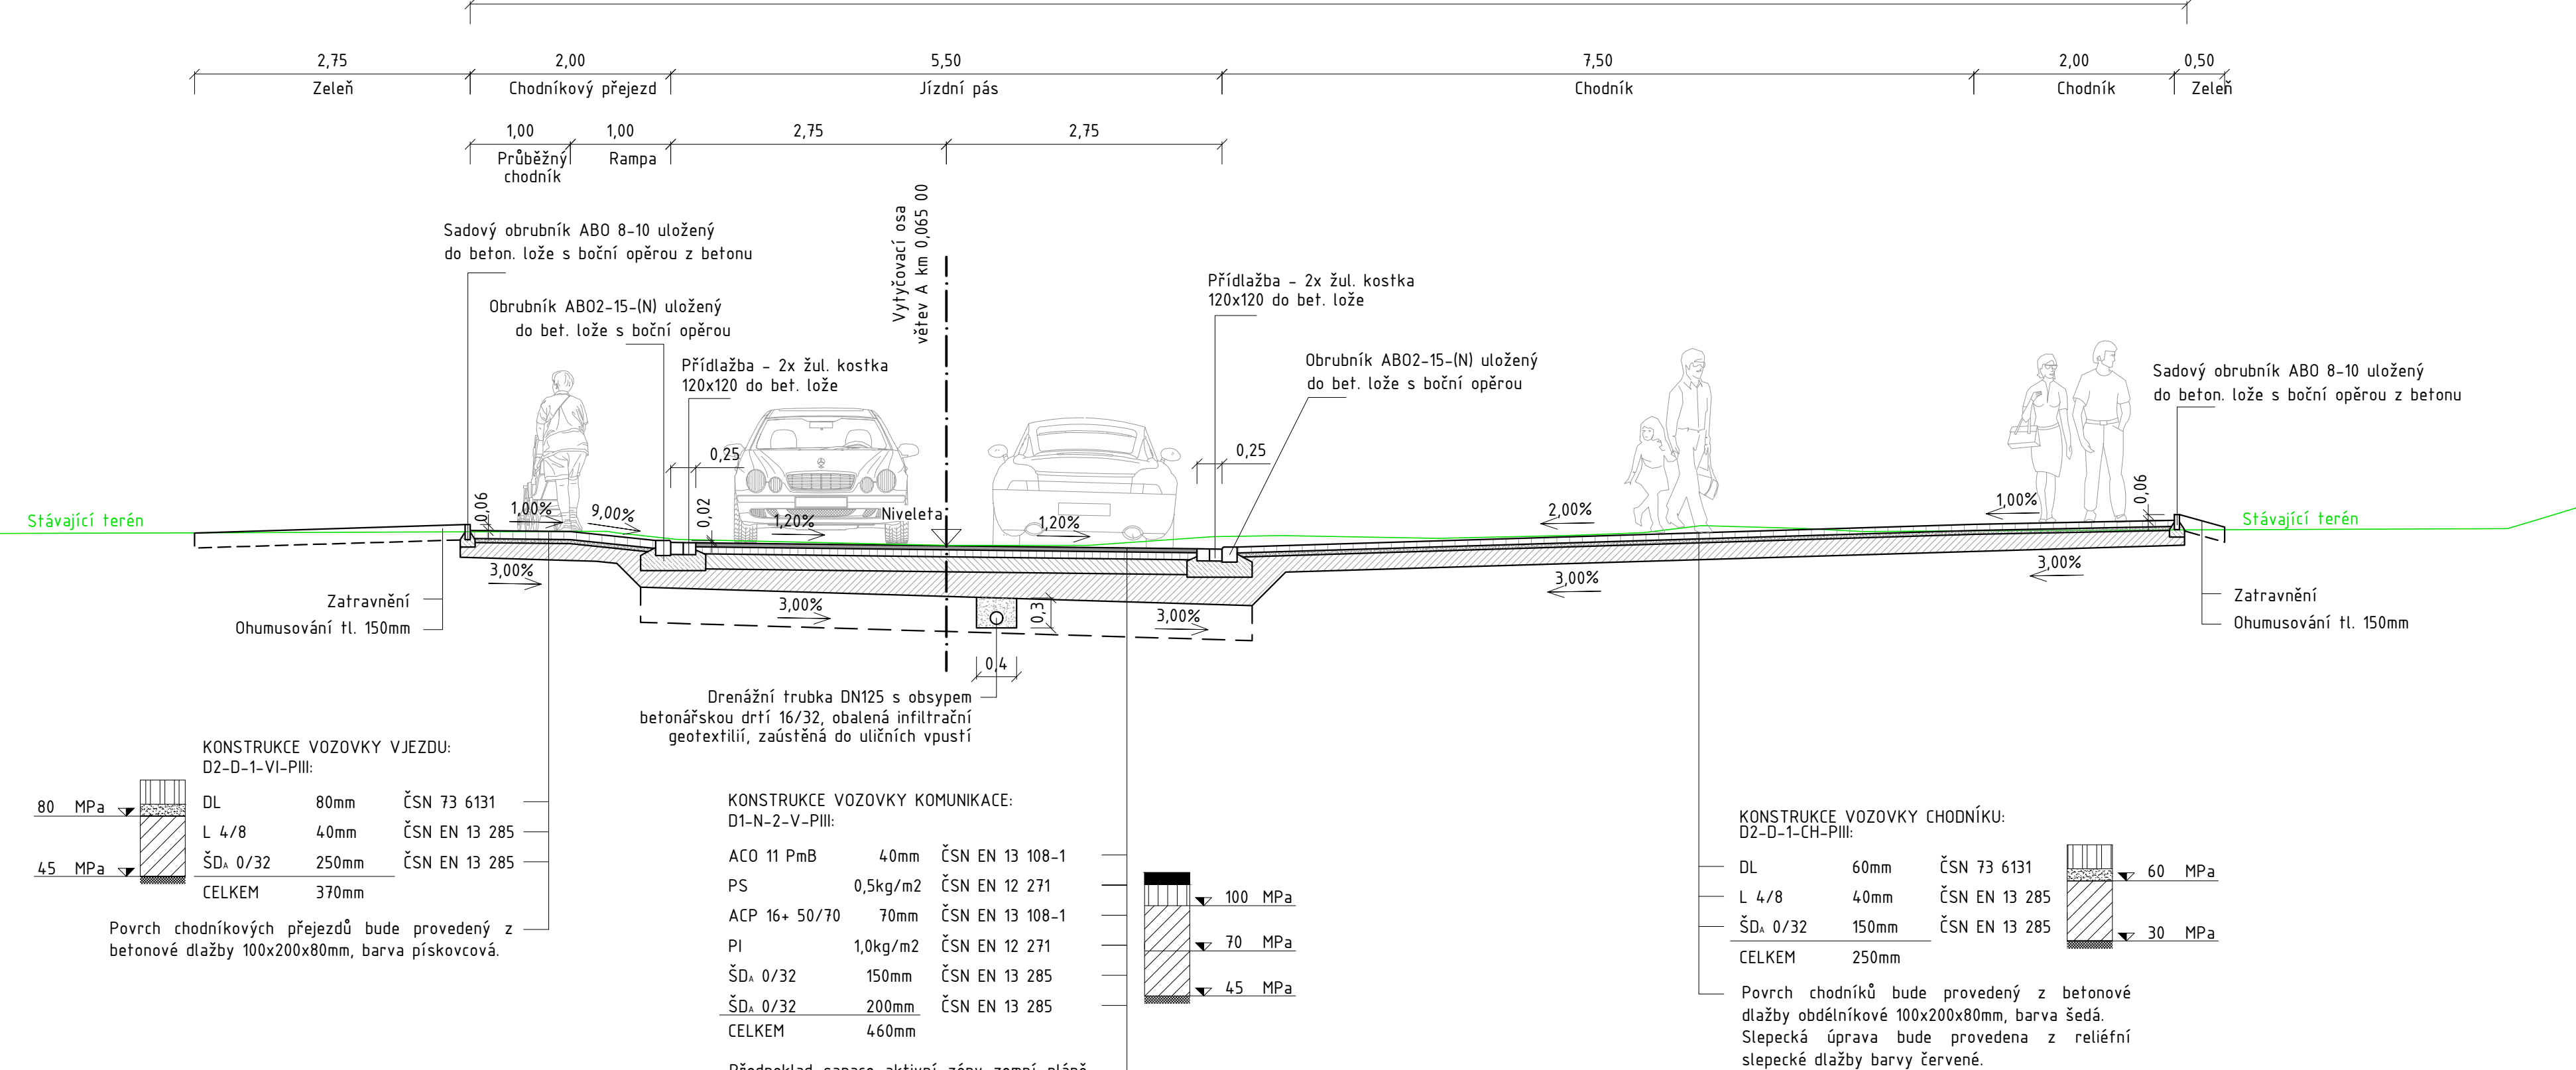 2,75 2,00 5,50 7,50 2,00 0,50
Zeleň Chodníkový přejezd Jízdní pás Chodník Chodník Zeleň
1,00 1,00 2,75 2,75
Průběžný Rampa
chodník
Vytyčovací osa
větev A km 0,065 00
Sadový obrubník ABO 8-10 uložený
do beton. lože s boční opěrou z betonu
Obrubník ABO2-15-(N) uložený
do bet. lože s boční opěrou
Přídlažba - 2x žul. kostka
120x120 do bet. lože
Přídlažba - 2x žul. kostka
120x120 do bet. lože
Obrubník ABO2-15-(N) uložený
do bet. lože s boční opěrou
Sadový obrubník ABO 8-10 uložený
do beton. lože s boční opěrou z betonu
0,25
0,25
0,06
1,00%
9,00%
0,02
1,20%
Niveleta
1,20%
2,00%
1,00%
0,06
Stávající terén
Stávající terén
3,00%
3,00%
0,3
3,00%
3,00%
3,00%
0,4
Zatravnění
Ohumusování tl. 150mm
Zatravnění
Ohumusování tl. 150mm
Drenážní trubka DN125 s obsypem
betonářskou drtí 16/32, obalená infiltrační
geotextilií, zaústěná do uličních vpustí
KONSTRUKCE VOZOVKY VJEZDU:
D2-D-1-VI-PIII:
DL 80mm ČSN 73 6131
L 4/8 40mm ČSN EN 13 285
ŠDA 0/32 250mm ČSN EN 13 285
CELKEM 370mm
80 MPa
45 MPa
Povrch chodníkových přejezdů bude provedený z
betonové dlažby 100x200x80mm, barva pískovcová.
KONSTRUKCE VOZOVKY KOMUNIKACE:
D1-N-2-V-PIII:
ACO 11 PmB 40mm ČSN EN 13 108-1
PS 0,5kg/m2 ČSN EN 12 271
ACP 16+ 50/70 70mm ČSN EN 13 108-1
PI 1,0kg/m2 ČSN EN 12 271
ŠDA 0/32 150mm ČSN EN 13 285
ŠDA 0/32 200mm ČSN EN 13 285
CELKEM 460mm
100 MPa
70 MPa
45 MPa
Předpoklad sanace aktivní zóny zemní pláně
KONSTRUKCE VOZOVKY CHODNÍKU:
D2-D-1-CH-PIII:
DL 60mm ČSN 73 6131
L 4/8 40mm ČSN EN 13 285
ŠDA 0/32 150mm ČSN EN 13 285
CELKEM 250mm
60 MPa
30 MPa
Povrch chodníků bude provedený z betonové
dlažby obdélníkové 100x200x80mm, barva šedá.
Slepecká úprava bude provedena z reliéfní
slepecké dlažby barvy červené.